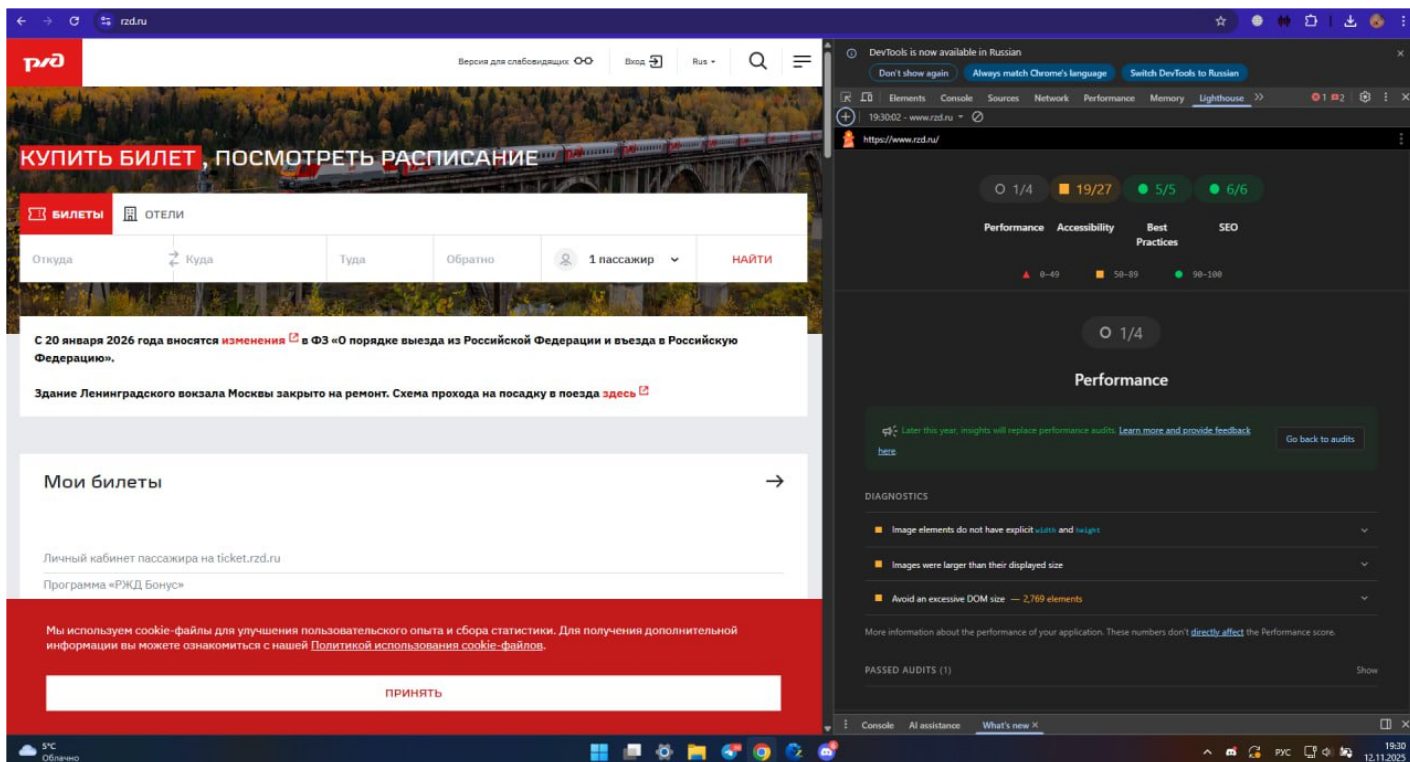 rzd.ru
ржд
Версия для слабовидящих
Вход
Rus
КУПИТЬ БИЛЕТ, ПОСМОТРЕТЬ РАСПИСАНИЕ
БИЛЕТЫ
ОТЕЛИ
Откуда
Куда
Туда
Обратно
1 пассажир
НАЙТИ
С 20 января 2026 года вносятся изменения в ФЗ «О порядке выезда из Российской Федерации и въезда в Российскую
Федерацию».
Здание Ленинградского вокзала Москвы закрыто на ремонт. Схема прохода на посадку в поезда здесь
Мои билеты
Личный кабинет пассажира на ticket.rzd.ru
Программа «РЖД Бонус»
Мы используем cookie-файлы для улучшения пользовательского опыта и сбора статистики. Для получения дополнительной
информации вы можете ознакомиться с нашей Политикой использования cookie-файлов.
ПРИНЯТЬ
DevTools is now available in Russian
Don't show again
Always match Chrome's language
Switch DevTools to Russian
Elements Console Sources Network Performance Memory Lighthouse
1 2
19:30:02 - www.rzd.ru
https://www.rzd.ru/
1/4 19/27 5/5 6/6
Performance Accessibility Best SEO
Practices
0–49 50–89 90–100
1/4
Performance
Later this year, insights will replace performance audits. Learn more and provide feedback
here.
Go back to audits
DIAGNOSTICS
Image elements do not have explicit width and height
Images were larger than their displayed size
Avoid an excessive DOM size — 2,769 elements
More information about the performance of your application. These numbers don't directly affect the Performance score.
PASSED AUDITS (1)
Show
Console AI assistance What's new
5°C
Облачно
РУС
19:30
12.11.2025